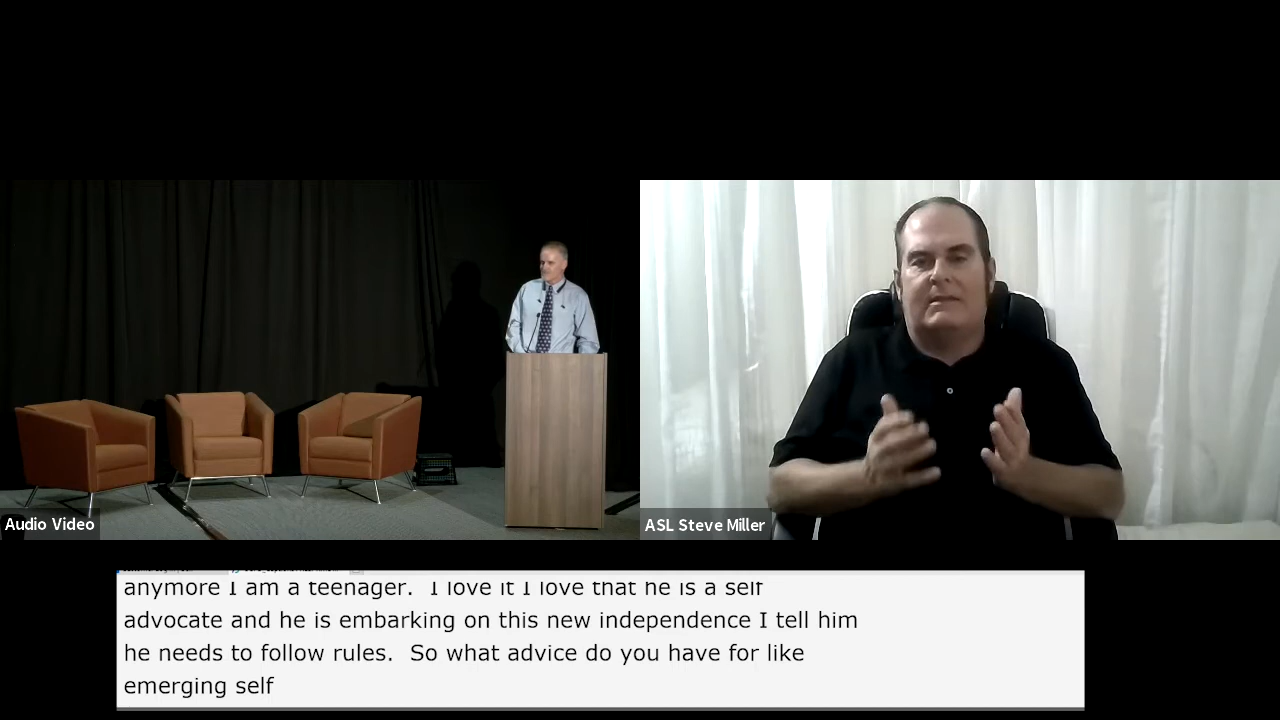 Audio Video
ASL Steve Miller
anymore I am a teenager.  I love it I love that he is a self
advocate and he is embarking on this new independence I tell him
he needs to follow rules.  So what advice do you have for like
emerging self